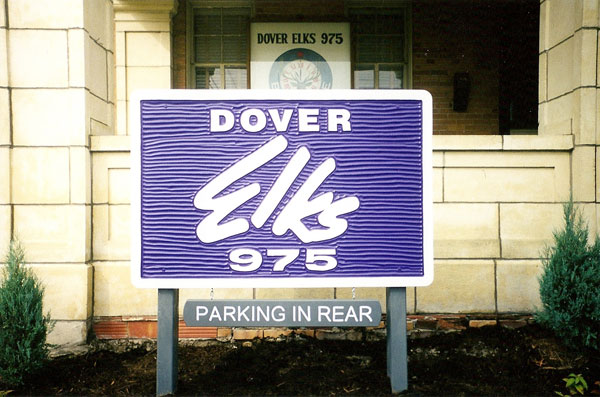 DOVER ELKS 975
DOVER
Elks
975
PARKING IN REAR